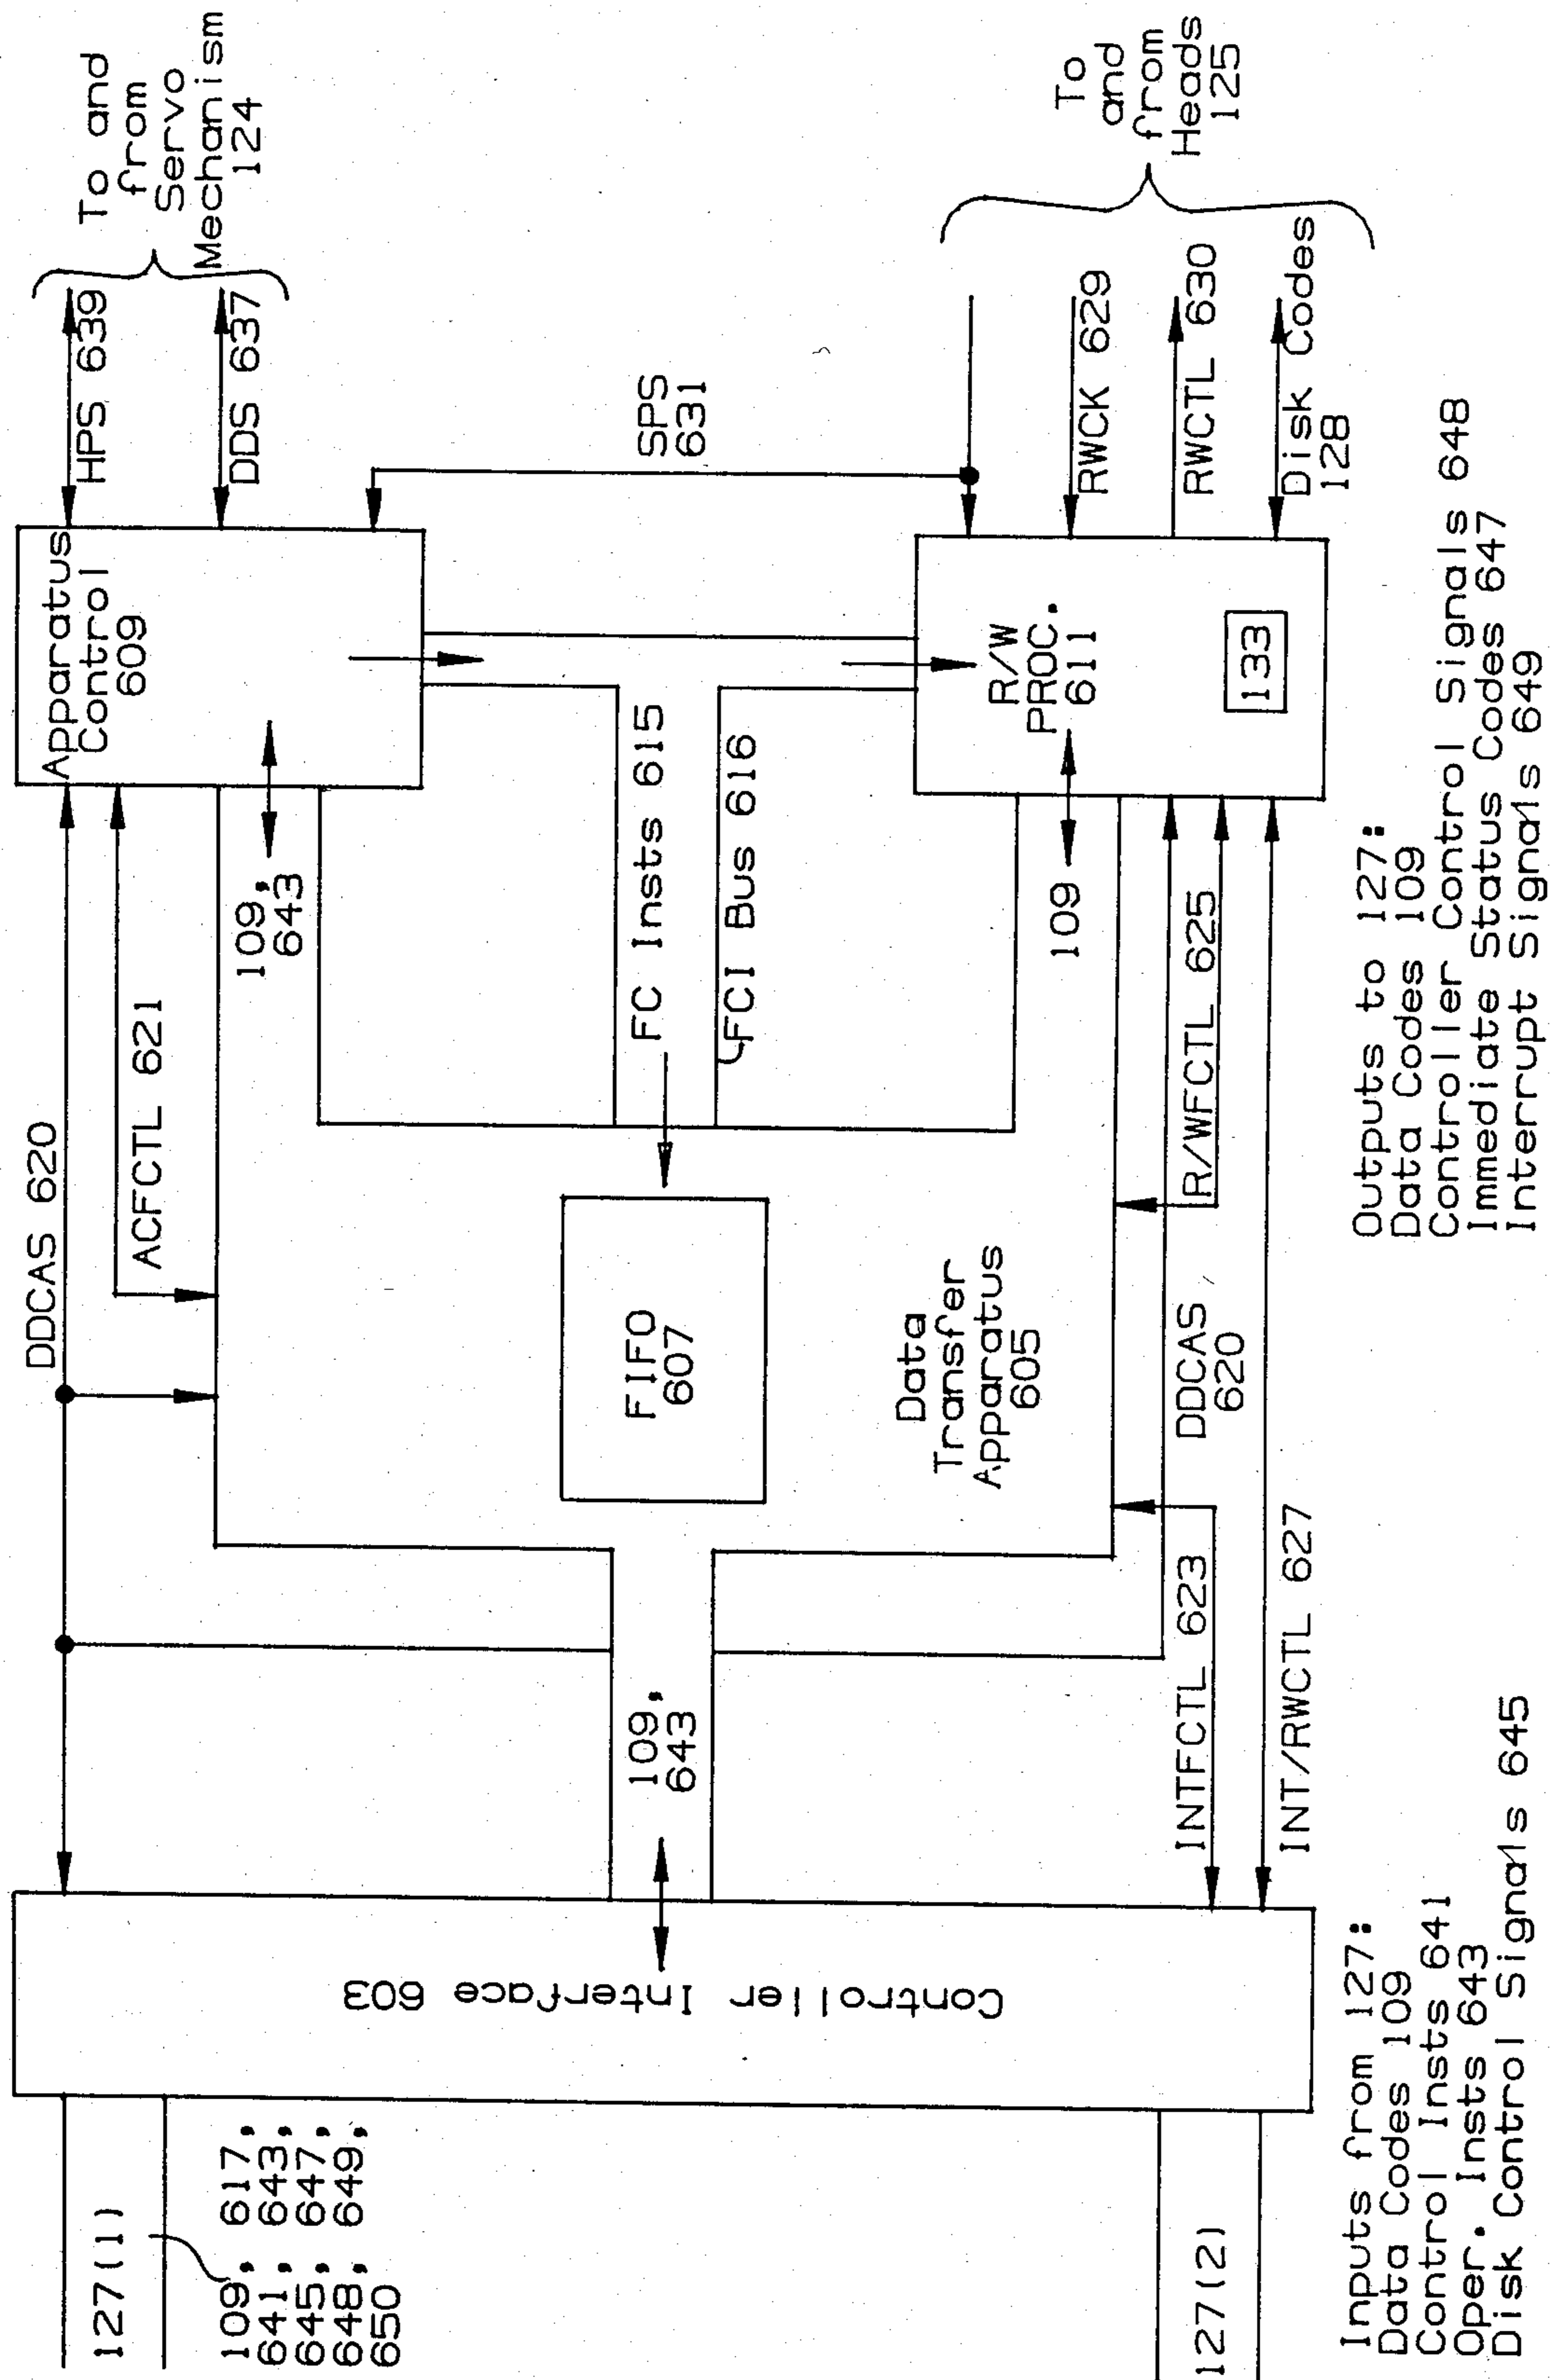 127(1)
109, 617,
641, 643,
645, 647,
648, 649,
650
127(2)
Controller Interface 603
DDCAS 620
ACFCTL 621
109,
643
FIFO
607
Data
Transfer
Apparatus
605
INTFCTL 623
INT/RWCTL 627
DDCAS
620
R/WFCTL 625
109,
643
FC Insts 615
FCI Bus 616
109
Apparatus
Control
609
R/W
PROC.
611
133
HPS 639
DDS 637
SPS
631
RWCK 629
RWCTL 630
Disk Codes
128
To and
from
Servo
Mechanism
124
To
and
from
Heads
125
Inputs from 127:
Data Codes 109
Control Insts 641
Oper. Insts 643
Disk Control Signals 645
Outputs to 127:
Data Codes 109
Controller Control Signals 648
Immediate Status Codes 647
Interrupt Signals 649